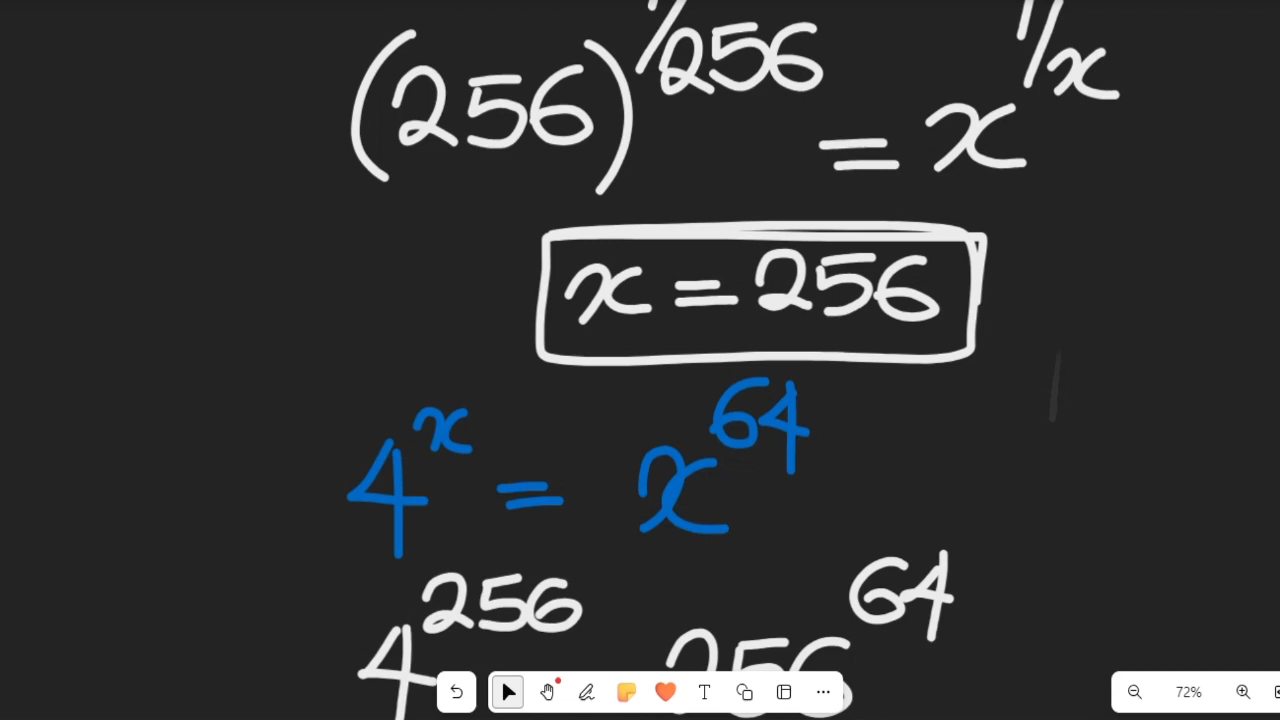 (256)^1/256 = x^1/x
x = 256
4^x = x^64
4^256 256^64
72%